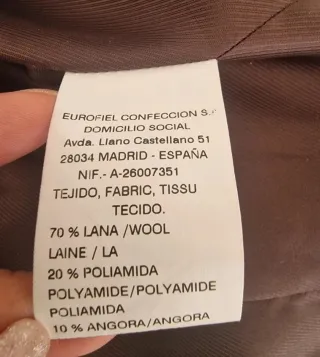 EUROFIEL CONFECCION S.
DOMICILIO SOCIAL
Avda. Llano Castellano 51
28034 MADRID - ESPAÑA
NIF.- A-26007351
TEJIDO, FABRIC, TISSU
TECIDO.
70 % LANA /WOOL
LAINE / LA
20 % POLIAMIDA
POLYAMIDE/POLYAMIDE
POLIAMIDA
10 % ANGORA/ANGORA